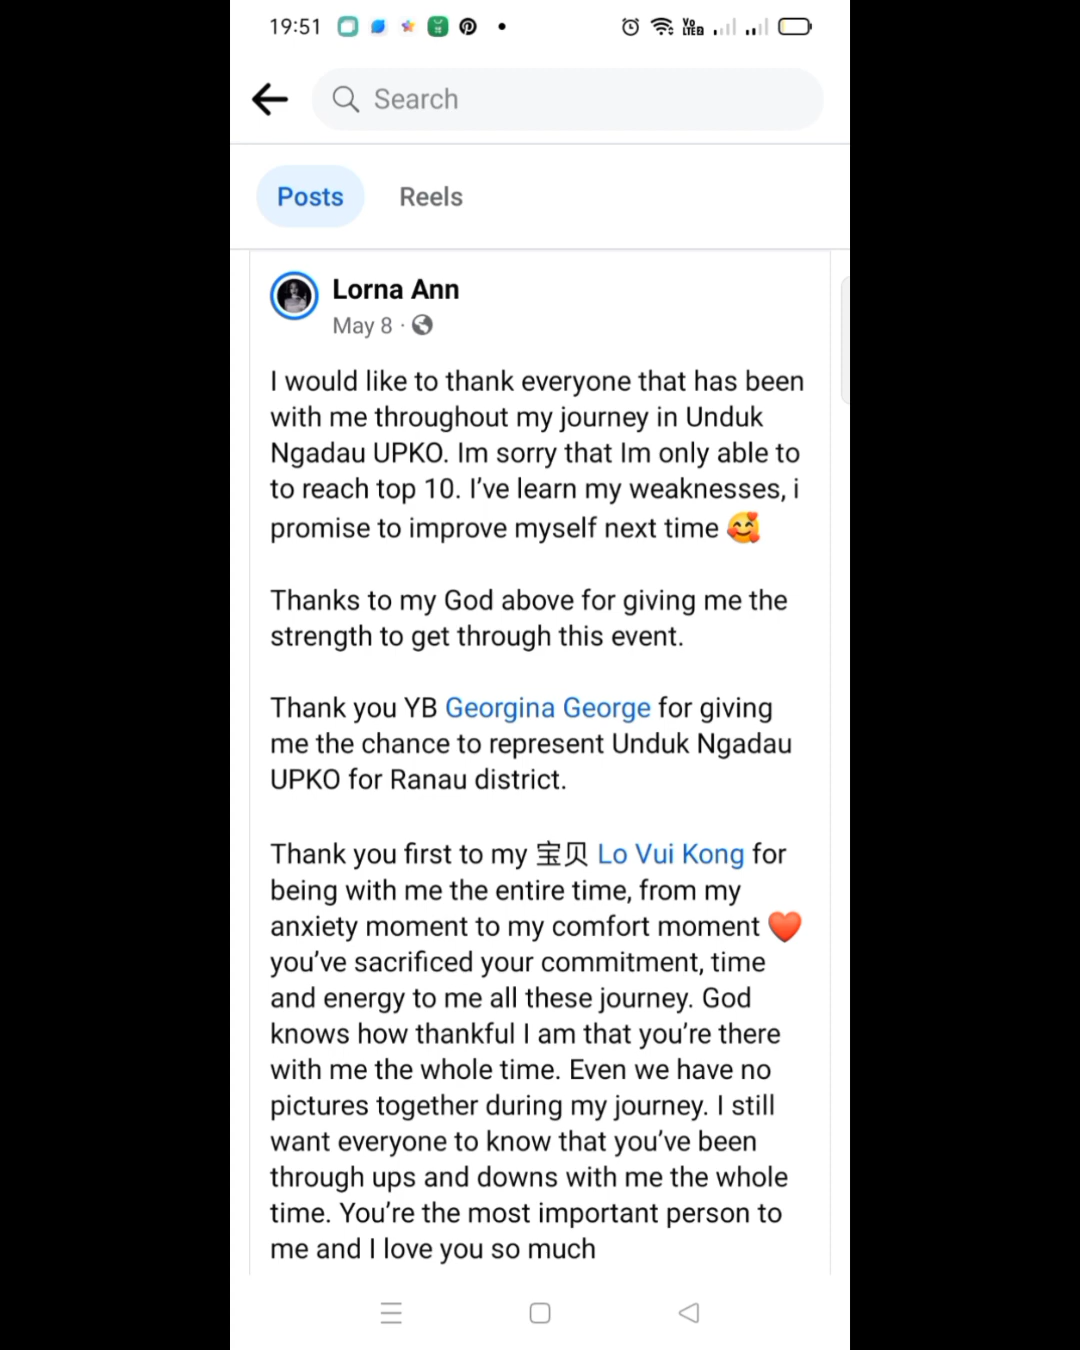 19:51
Search
Posts Reels
Lorna Ann
May 8 ·
I would like to thank everyone that has been
with me throughout my journey in Unduk
Ngadau UPKO. Im sorry that Im only able to
to reach top 10. I've learn my weaknesses, i
promise to improve myself next time 🥰
Thanks to my God above for giving me the
strength to get through this event.
Thank you YB Georgina George for giving
me the chance to represent Unduk Ngadau
UPKO for Ranau district.
Thank you first to my 宝贝 Lo Vui Kong for
being with me the entire time, from my
anxiety moment to my comfort moment ❤️
you've sacrificed your commitment, time
and energy to me all these journey. God
knows how thankful I am that you're there
with me the whole time. Even we have no
pictures together during my journey. I still
want everyone to know that you've been
through ups and downs with me the whole
time. You're the most important person to
me and I love you so much